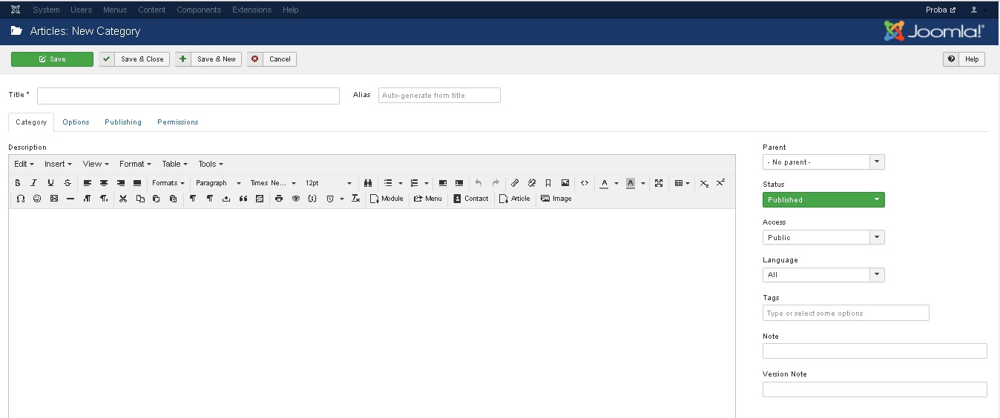 System Users Menus Content Components Extensions Help Proba
Articles: New Category Joomla!®
Save Save & Close Save & New Cancel Help
Title * Alias Auto-generate from title
Category Options Publishing Permissions
Description Parent
Edit Insert View Format Table Tools - No parent -
B I U S Formats Paragraph Times Ne... 12pt A A X₂ X² Status
Ω Module Menu Contact Article Image Published
Access
Public
Language
All
Tags
Type or select some options
Note
Version Note